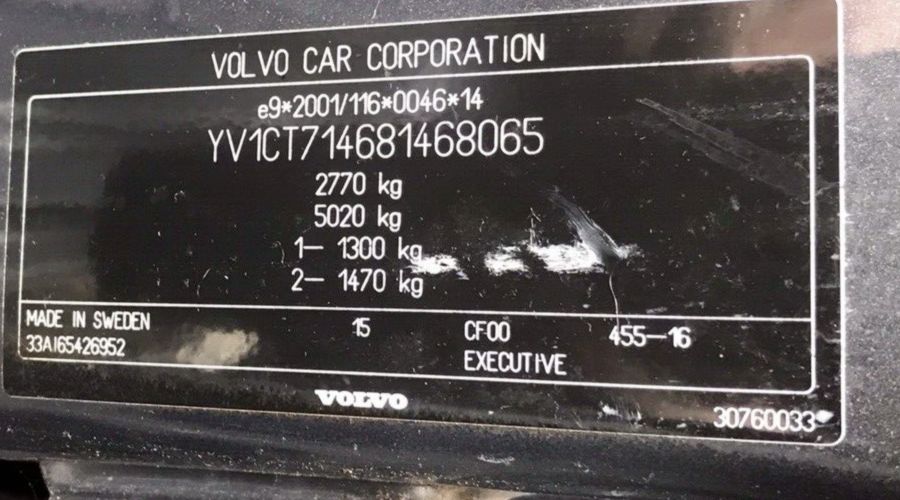 VOLVO CAR CORPORATION
e9*2001/116*0046*14
YV1CT714681468065
2770 kg
5020 kg
1— 1300 kg
2— 1470 kg
MADE IN SWEDEN 15 CF00 455—16
33AI65426952 EXECUTIVE
VOLVO
30760033